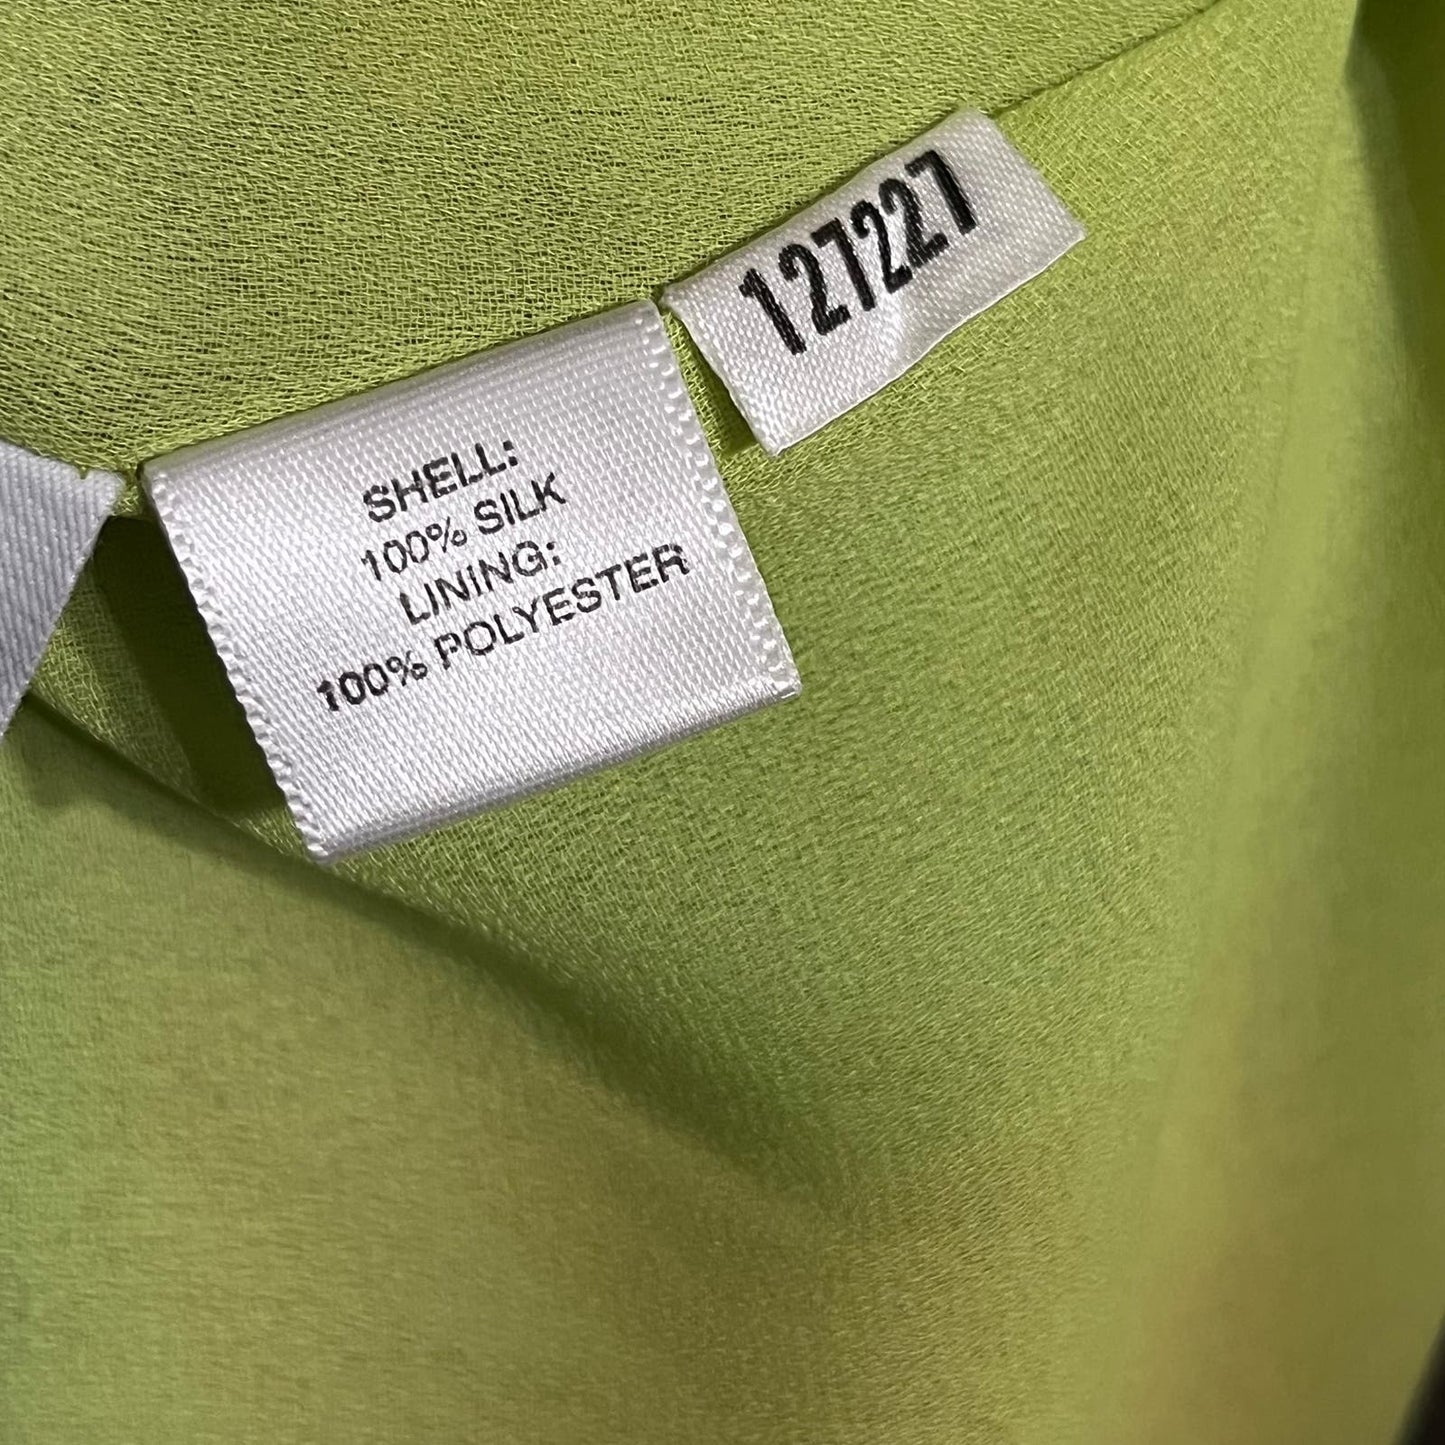 127227
SHELL:
100% SILK
LINING:
100% POLYESTER